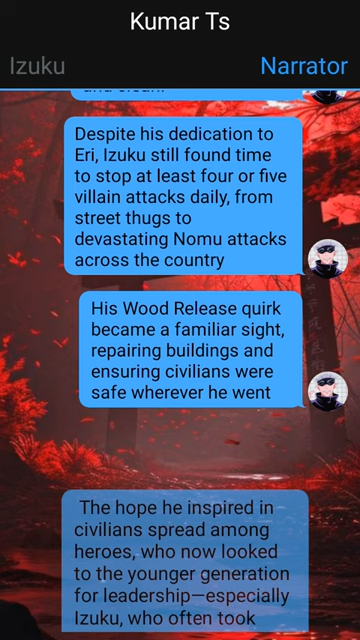 Kumar Ts
Izuku
Narrator
and clean.
Despite his dedication to
Eri, Izuku still found time
to stop at least four or five
villain attacks daily, from
street thugs to
devastating Nomu attacks
across the country
His Wood Release quirk
became a familiar sight,
repairing buildings and
ensuring civilians were
safe wherever he went
The hope he inspired in
civilians spread among
heroes, who now looked
to the younger generation
for leadership—especially
Izuku, who often took